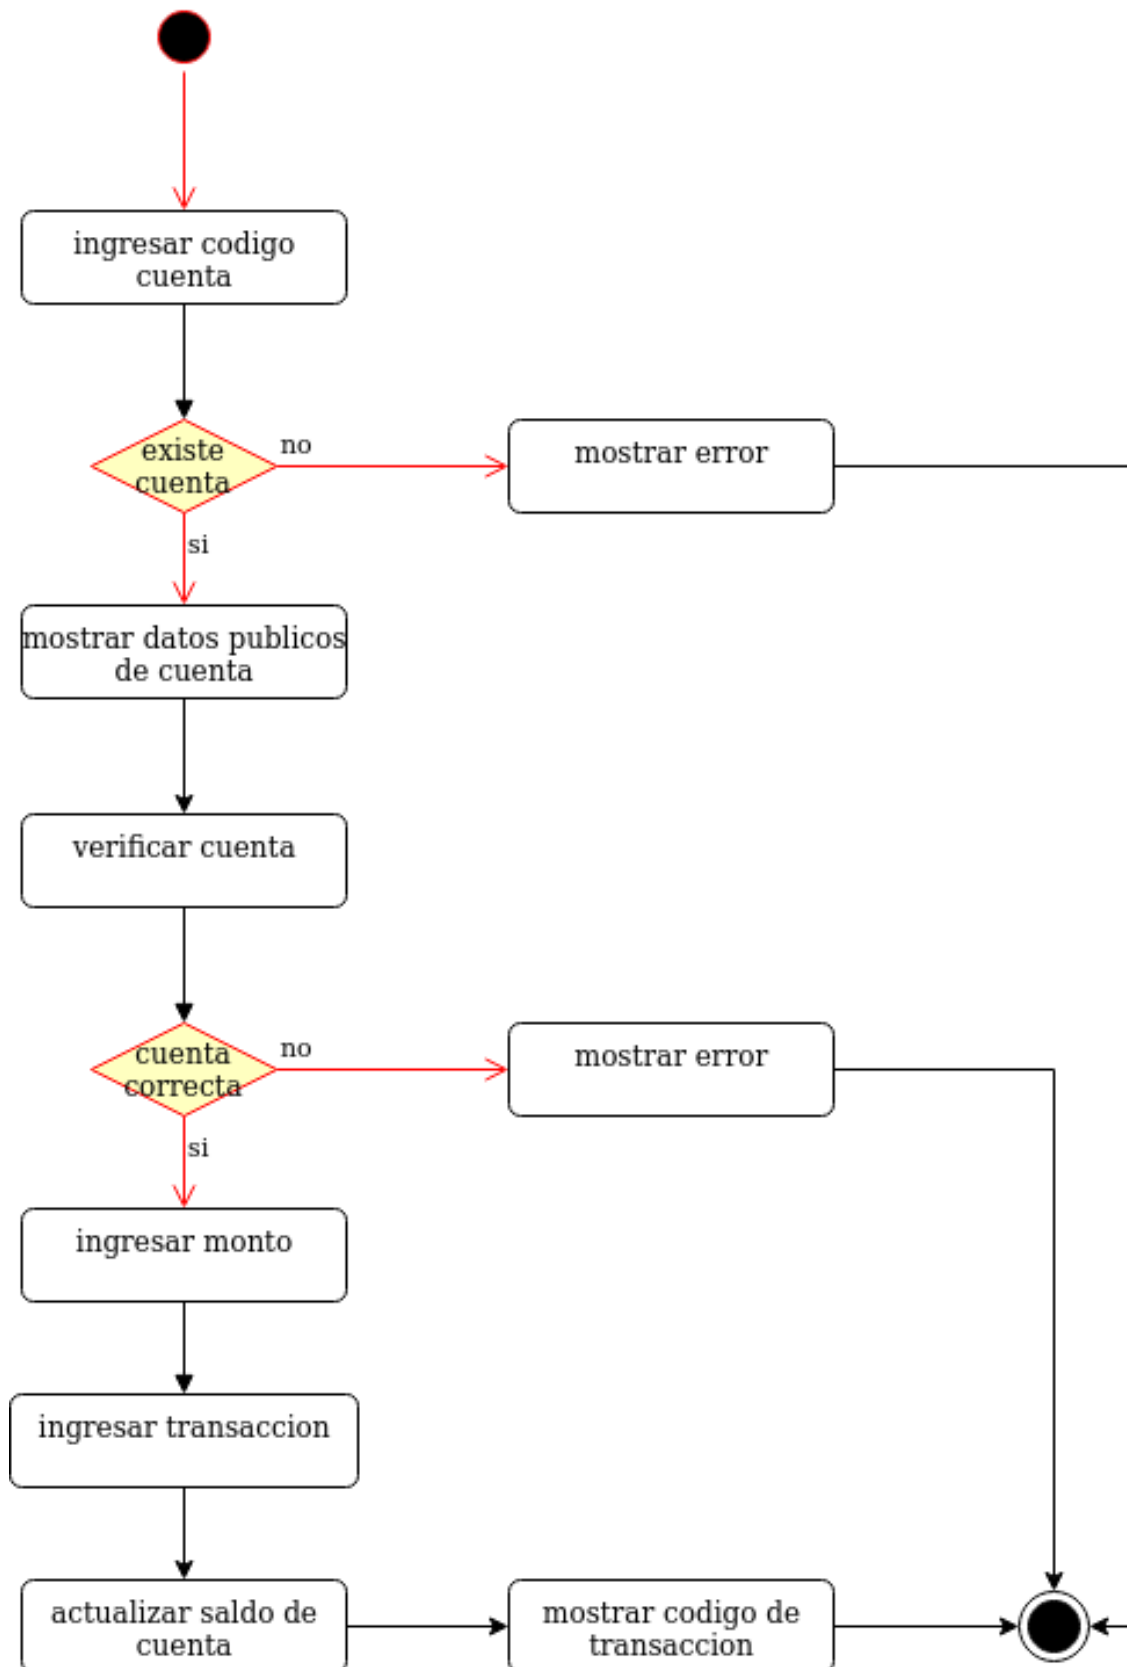 ingresar codigo
cuenta
existe
cuenta
no
mostrar error
si
mostrar datos publicos
de cuenta
verificar cuenta
cuenta
correcta
no
mostrar error
si
ingresar monto
ingresar transaccion
actualizar saldo de
cuenta
mostrar codigo de
transaccion